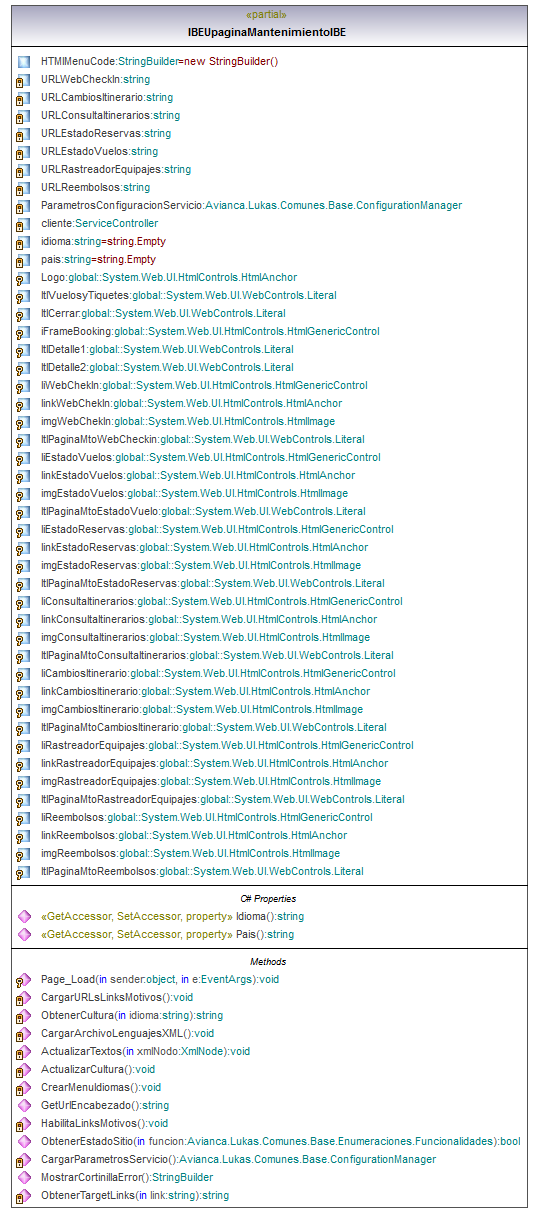 «partial»
IBEUpaginaMantenimientoIBE
HTMlMenuCode:StringBuilder=new StringBuilder()
URLWebCheckIn:string
URLCambiosItinerario:string
URLConsultaItinerarios:string
URLEstadoReservas:string
URLEstadoVuelos:string
URLRastreadorEquipajes:string
URLReembolsos:string
ParametrosConfiguracionServicio:Avianca.Lukas.Comunes.Base.ConfigurationManager
cliente:ServiceController
idioma:string=string.Empty
pais:string=string.Empty
Logo:global::System.Web.UI.HtmlControls.HtmlAnchor
ltlVuelosyTiquetes:global::System.Web.UI.WebControls.Literal
ltlCerrar:global::System.Web.UI.WebControls.Literal
iFrameBooking:global::System.Web.UI.HtmlControls.HtmlGenericControl
ltlDetalle1:global::System.Web.UI.WebControls.Literal
ltlDetalle2:global::System.Web.UI.WebControls.Literal
liWebChekIn:global::System.Web.UI.HtmlControls.HtmlGenericControl
linkWebChekIn:global::System.Web.UI.HtmlControls.HtmlAnchor
imgWebChekIn:global::System.Web.UI.HtmlControls.HtmlImage
ltlPaginaMtoWebCheckin:global::System.Web.UI.WebControls.Literal
liEstadoVuelos:global::System.Web.UI.HtmlControls.HtmlGenericControl
linkEstadoVuelos:global::System.Web.UI.HtmlControls.HtmlAnchor
imgEstadoVuelos:global::System.Web.UI.HtmlControls.HtmlImage
ltlPaginaMtoEstadoVuelo:global::System.Web.UI.WebControls.Literal
liEstadoReservas:global::System.Web.UI.HtmlControls.HtmlGenericControl
linkEstadoReservas:global::System.Web.UI.HtmlControls.HtmlAnchor
imgEstadoReservas:global::System.Web.UI.HtmlControls.HtmlImage
ltlPaginaMtoEstadoReservas:global::System.Web.UI.WebControls.Literal
liConsultaItinerarios:global::System.Web.UI.HtmlControls.HtmlGenericControl
linkConsultaItinerarios:global::System.Web.UI.HtmlControls.HtmlAnchor
imgConsultaItinerarios:global::System.Web.UI.HtmlControls.HtmlImage
ltlPaginaMtoConsultaItinerarios:global::System.Web.UI.WebControls.Literal
liCambiosItinerario:global::System.Web.UI.HtmlControls.HtmlGenericControl
linkCambiosItinerario:global::System.Web.UI.HtmlControls.HtmlAnchor
imgCambiosItinerario:global::System.Web.UI.HtmlControls.HtmlImage
ltlPaginaMtoCambiosItinerario:global::System.Web.UI.WebControls.Literal
liRastreadorEquipajes:global::System.Web.UI.HtmlControls.HtmlGenericControl
linkRastreadorEquipajes:global::System.Web.UI.HtmlControls.HtmlAnchor
imgRastreadorEquipajes:global::System.Web.UI.HtmlControls.HtmlImage
ltlPaginaMtoRastreadorEquipajes:global::System.Web.UI.WebControls.Literal
liReembolsos:global::System.Web.UI.HtmlControls.HtmlGenericControl
linkReembolsos:global::System.Web.UI.HtmlControls.HtmlAnchor
imgReembolsos:global::System.Web.UI.HtmlControls.HtmlImage
ltlPaginaMtoReembolsos:global::System.Web.UI.WebControls.Literal
C# Properties
«GetAccessor, SetAccessor, property» Idioma():string
«GetAccessor, SetAccessor, property» Pais():string
Methods
Page_Load(in sender:object, in e:EventArgs):void
CargarURLsLinksMotivos():void
ObtenerCultura(in idioma:string):string
CargarArchivoLenguajesXML():void
ActualizarTextos(in xmlNodo:XmlNode):void
ActualizarCultura():void
CrearMenuIdiomas():void
GetUrlEncabezado():string
HabilitaLinksMotivos():void
ObtenerEstadoSitio(in funcion:Avianca.Lukas.Comunes.Base.Enumeraciones.Funcionalidades):bool
CargarParametrosServicio():Avianca.Lukas.Comunes.Base.ConfigurationManager
MostrarCortinillaError():StringBuilder
ObtenerTargetLinks(in link:string):string